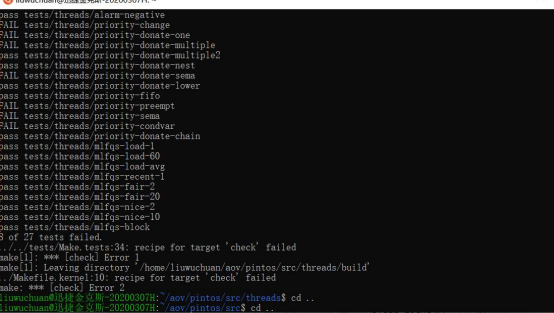 liuwuchuan@迅捷金克斯-20200307H: ~
pass tests/threads/alarm-negative
FAIL tests/threads/priority-change
FAIL tests/threads/priority-donate-one
FAIL tests/threads/priority-donate-multiple
pass tests/threads/priority-donate-multiple2
pass tests/threads/priority-donate-nest
FAIL tests/threads/priority-donate-sema
pass tests/threads/priority-donate-lower
pass tests/threads/priority-fifo
FAIL tests/threads/priority-preempt
FAIL tests/threads/priority-sema
FAIL tests/threads/priority-condvar
pass tests/threads/priority-donate-chain
pass tests/threads/mlfqs-load-1
pass tests/threads/mlfqs-load-60
pass tests/threads/mlfqs-load-avg
pass tests/threads/mlfqs-recent-1
pass tests/threads/mlfqs-fair-2
pass tests/threads/mlfqs-fair-20
pass tests/threads/mlfqs-nice-2
pass tests/threads/mlfqs-nice-10
pass tests/threads/mlfqs-block
8 of 27 tests failed.
../../tests/Make.tests:34: recipe for target 'check' failed
make[1]: *** [check] Error 1
make[1]: Leaving directory '/home/liuwuchuan/aov/pintos/src/threads/build'
../Makefile.kernel:10: recipe for target 'check' failed
make: *** [check] Error 2
liuwuchuan@迅捷金克斯-20200307H:~/aov/pintos/src/threads$ cd ..
liuwuchuan@迅捷金克斯-20200307H:~/aov/pintos/src$ cd ..